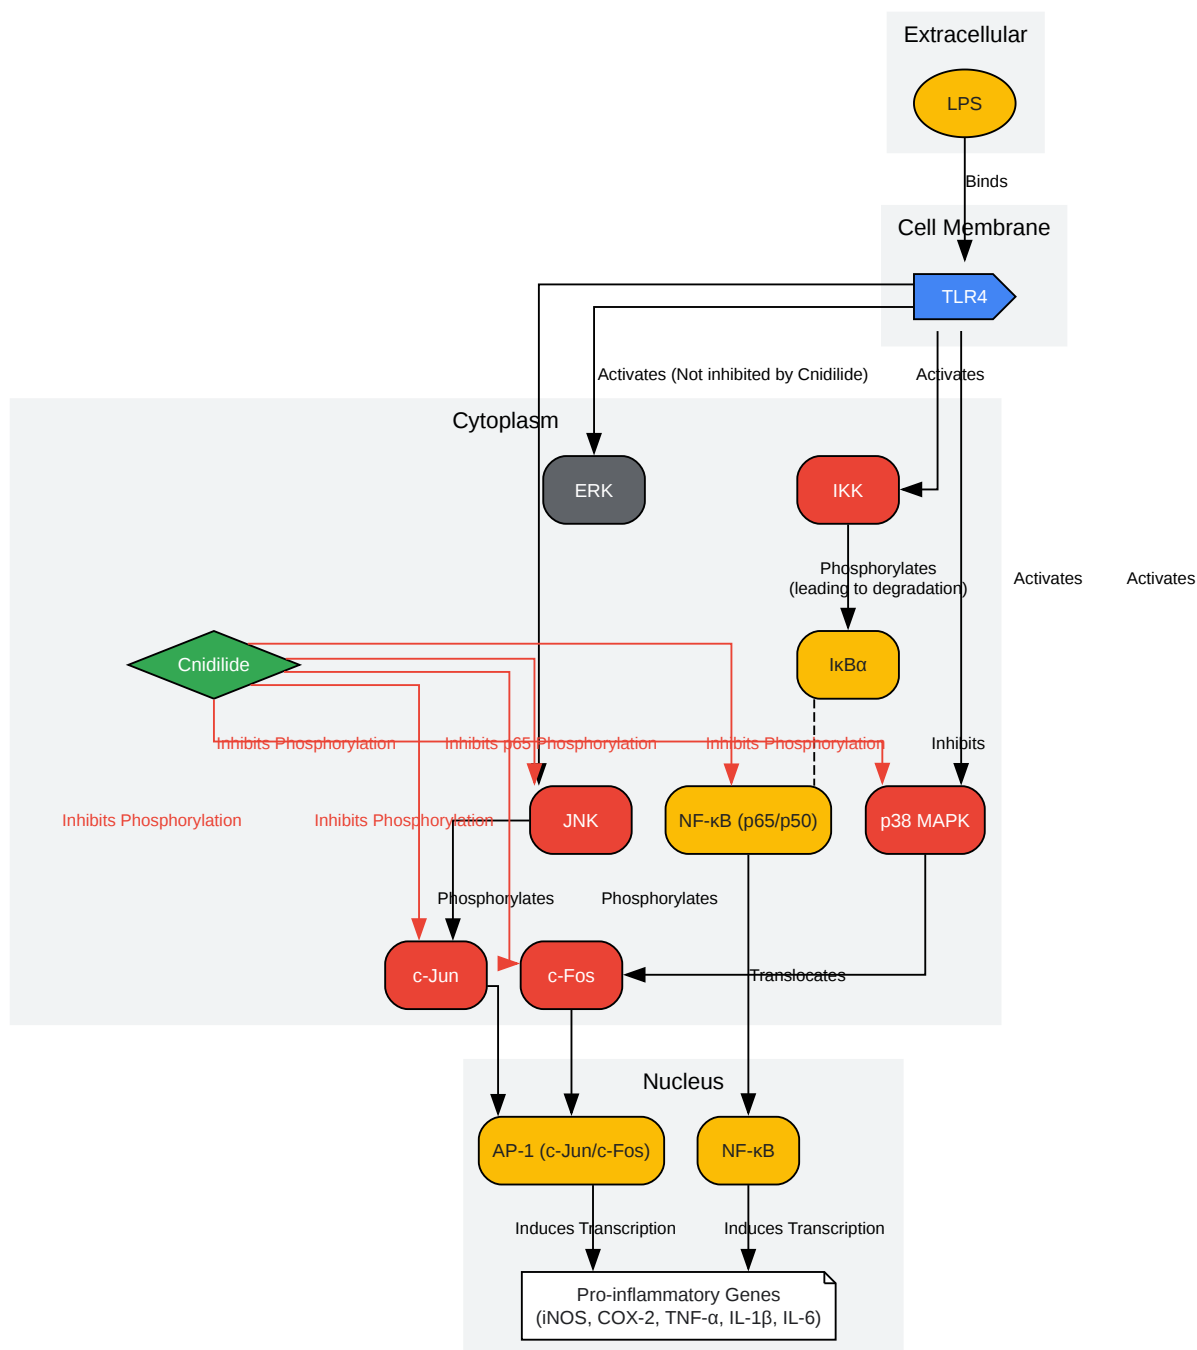 Extracellular
LPS
Binds
Cell Membrane
TLR4
Activates (Not inhibited by Cnidilide)
Activates
Cytoplasm
ERK
IKK
Phosphorylates
(leading to degradation)
Activates
Activates
Cnidilide
IκBα
Inhibits Phosphorylation
Inhibits p65 Phosphorylation
Inhibits Phosphorylation
Inhibits
Inhibits Phosphorylation
Inhibits Phosphorylation
JNK
NF-κB (p65/p50)
p38 MAPK
Phosphorylates
Phosphorylates
c-Jun
c-Fos
Translocates
Nucleus
AP-1 (c-Jun/c-Fos)
NF-κB
Induces Transcription
Induces Transcription
Pro-inflammatory Genes
(iNOS, COX-2, TNF-α, IL-1β, IL-6)